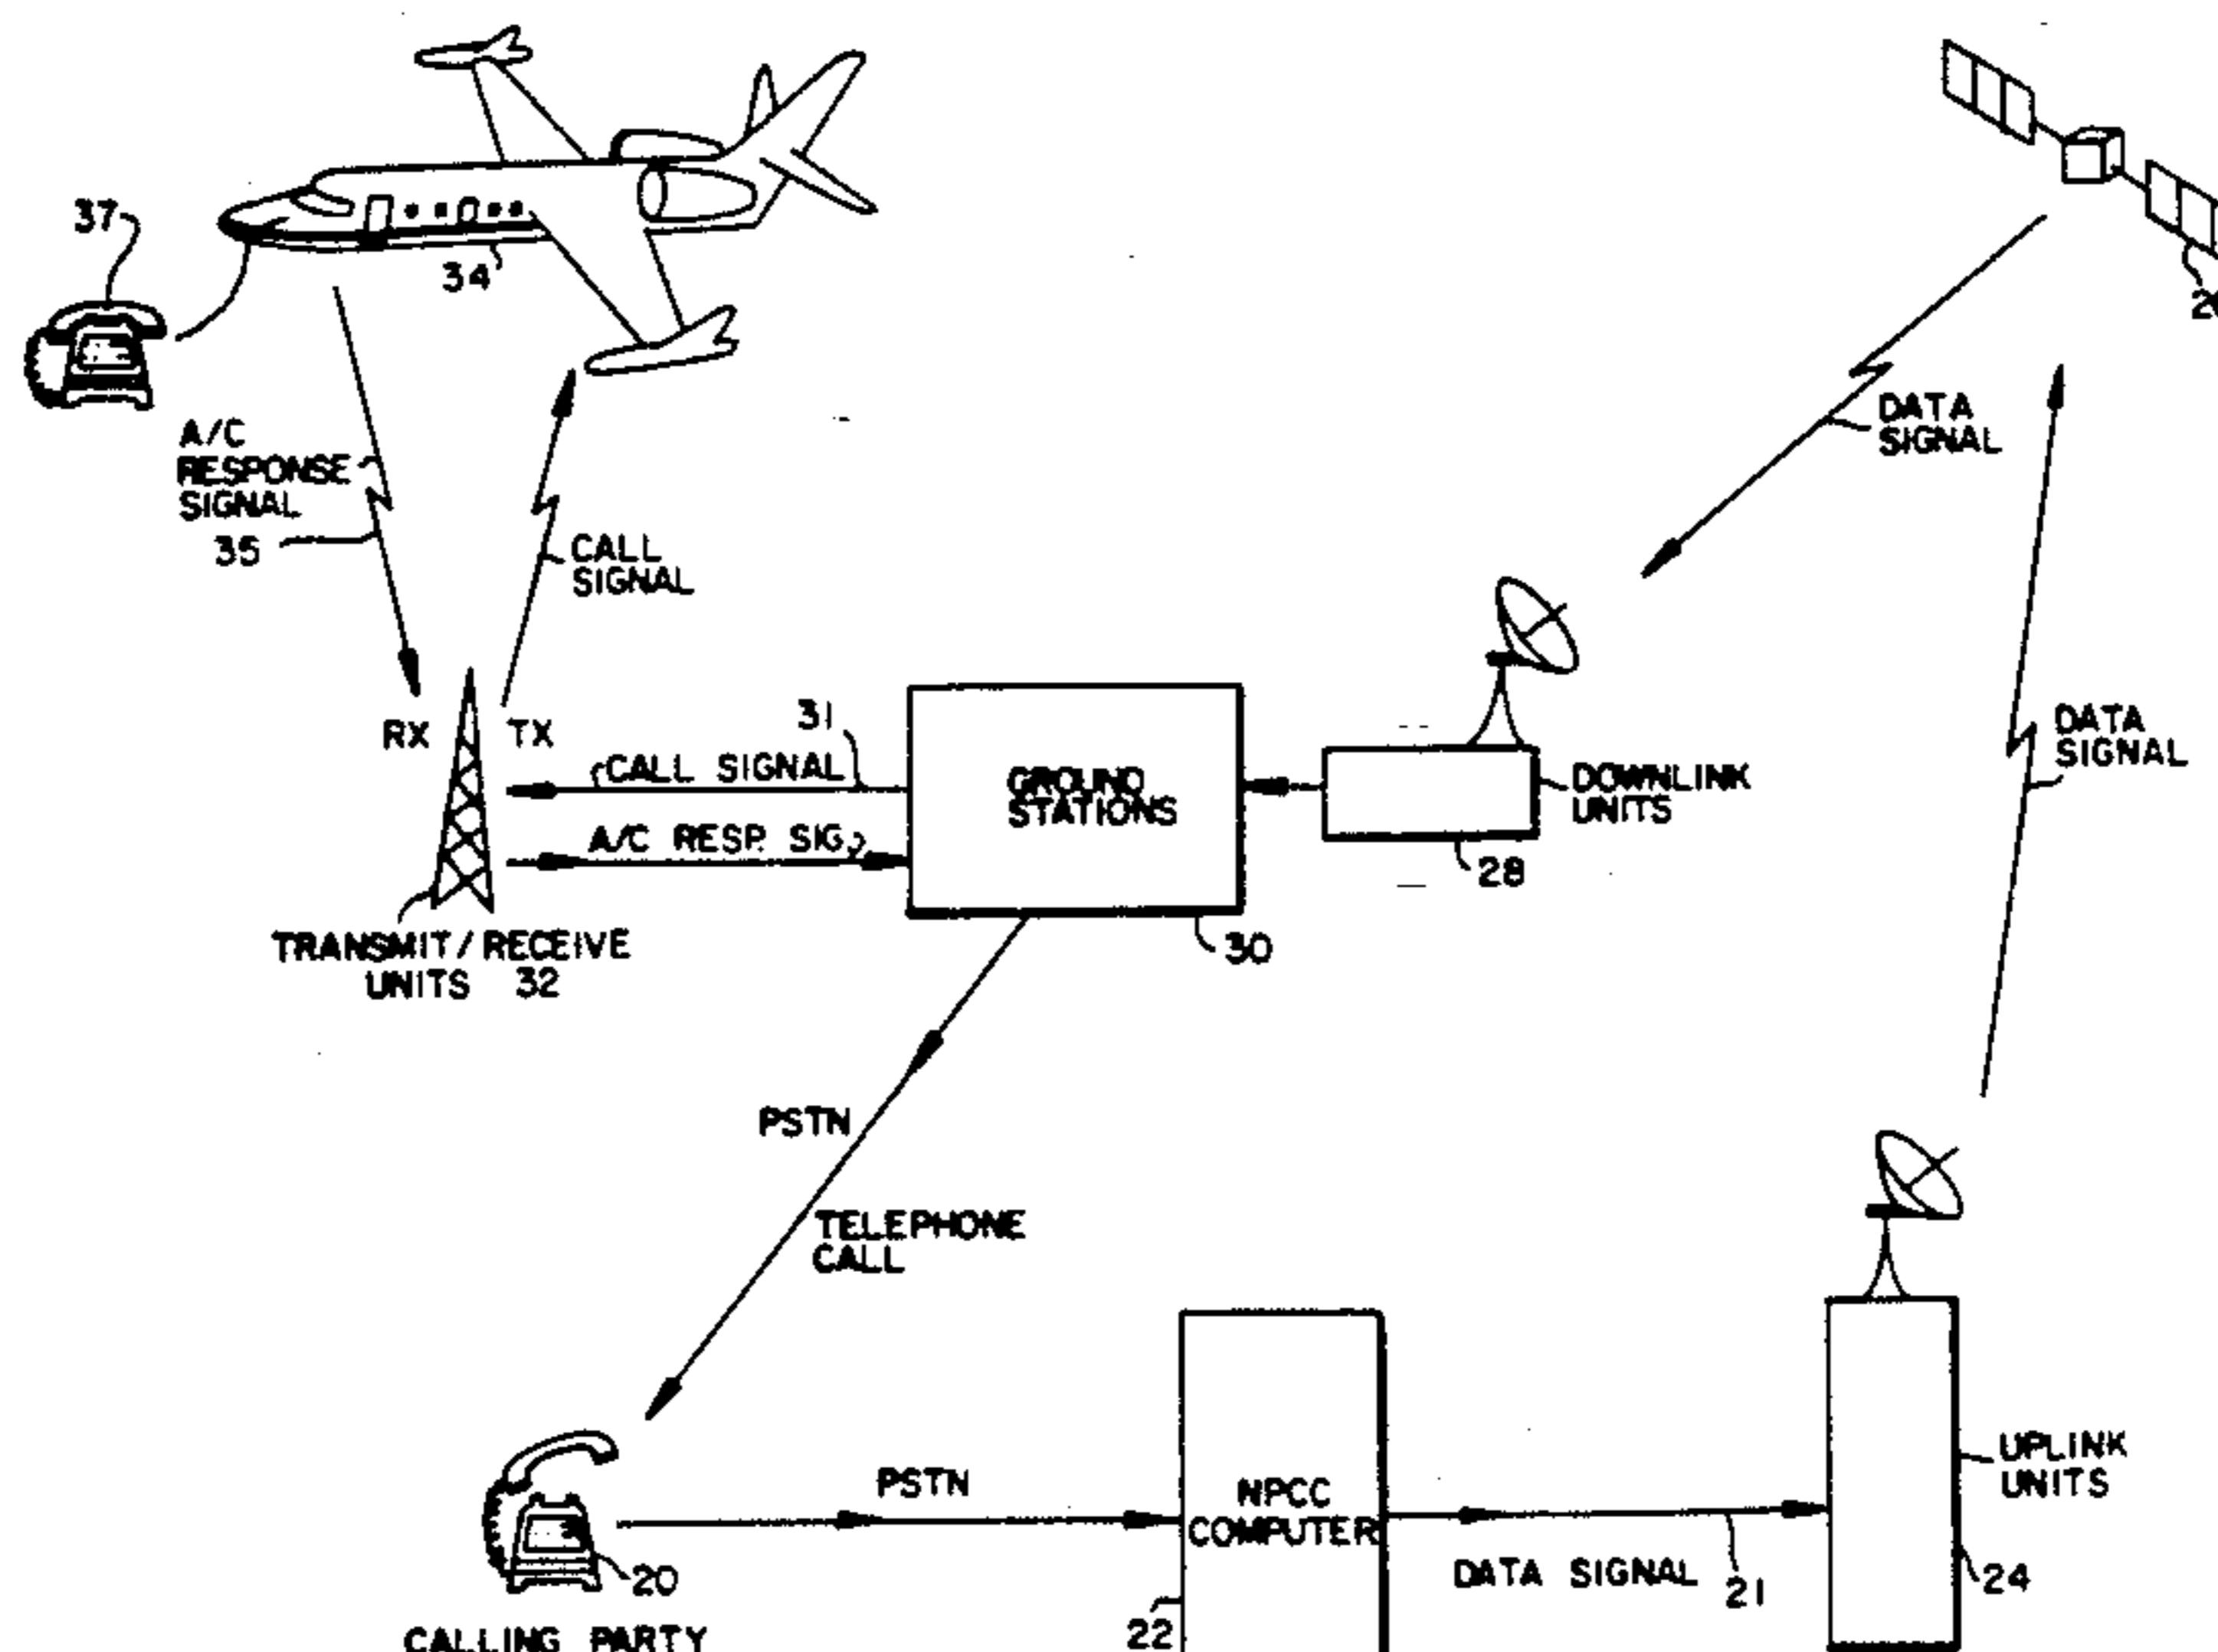 37
34
A/C
RESPONSE
SIGNAL
35
CALL
SIGNAL
DATA
SIGNAL
RX
TX
31
CALL SIGNAL
A/C RESP. SIG.
TRANSMIT/RECEIVE
UNITS 32
GROUND
STATIONS
30
DOWNLINK
UNITS
28
DATA
SIGNAL
PSTN
TELEPHONE
CALL
PSTN
20
CALLING PARTY
NPCC
COMPUTER
22
DATA SIGNAL
21
UPLINK
UNITS
24